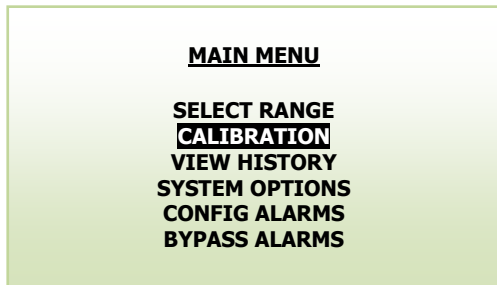 MAIN MENU
SELECT RANGE
CALIBRATION
VIEW HISTORY
SYSTEM OPTIONS
CONFIG ALARMS
BYPASS ALARMS